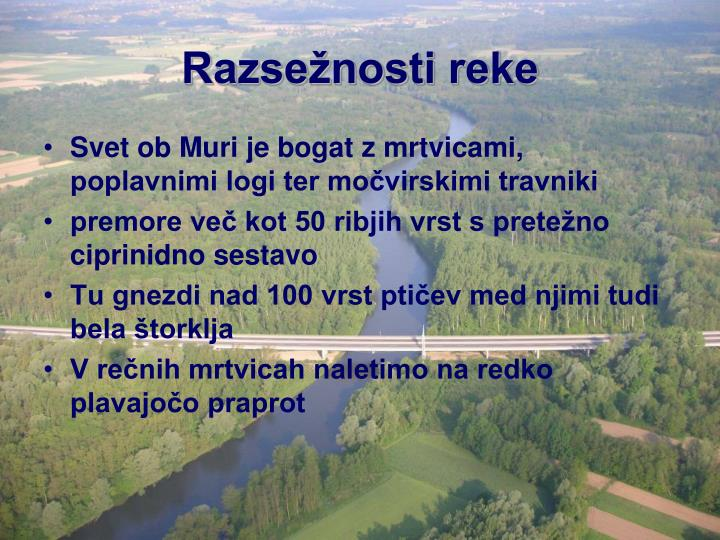 Razsežnosti reke
• Svet ob Muri je bogat z mrtvicami,
poplavnimi logi ter močvirskimi travniki
• premore več kot 50 ribjih vrst s pretežno
ciprinidno sestavo
• Tu gnezdi nad 100 vrst ptičev med njimi tudi
bela štorklja
• V rečnih mrtvicah naletimo na redko
plavajočo praprot